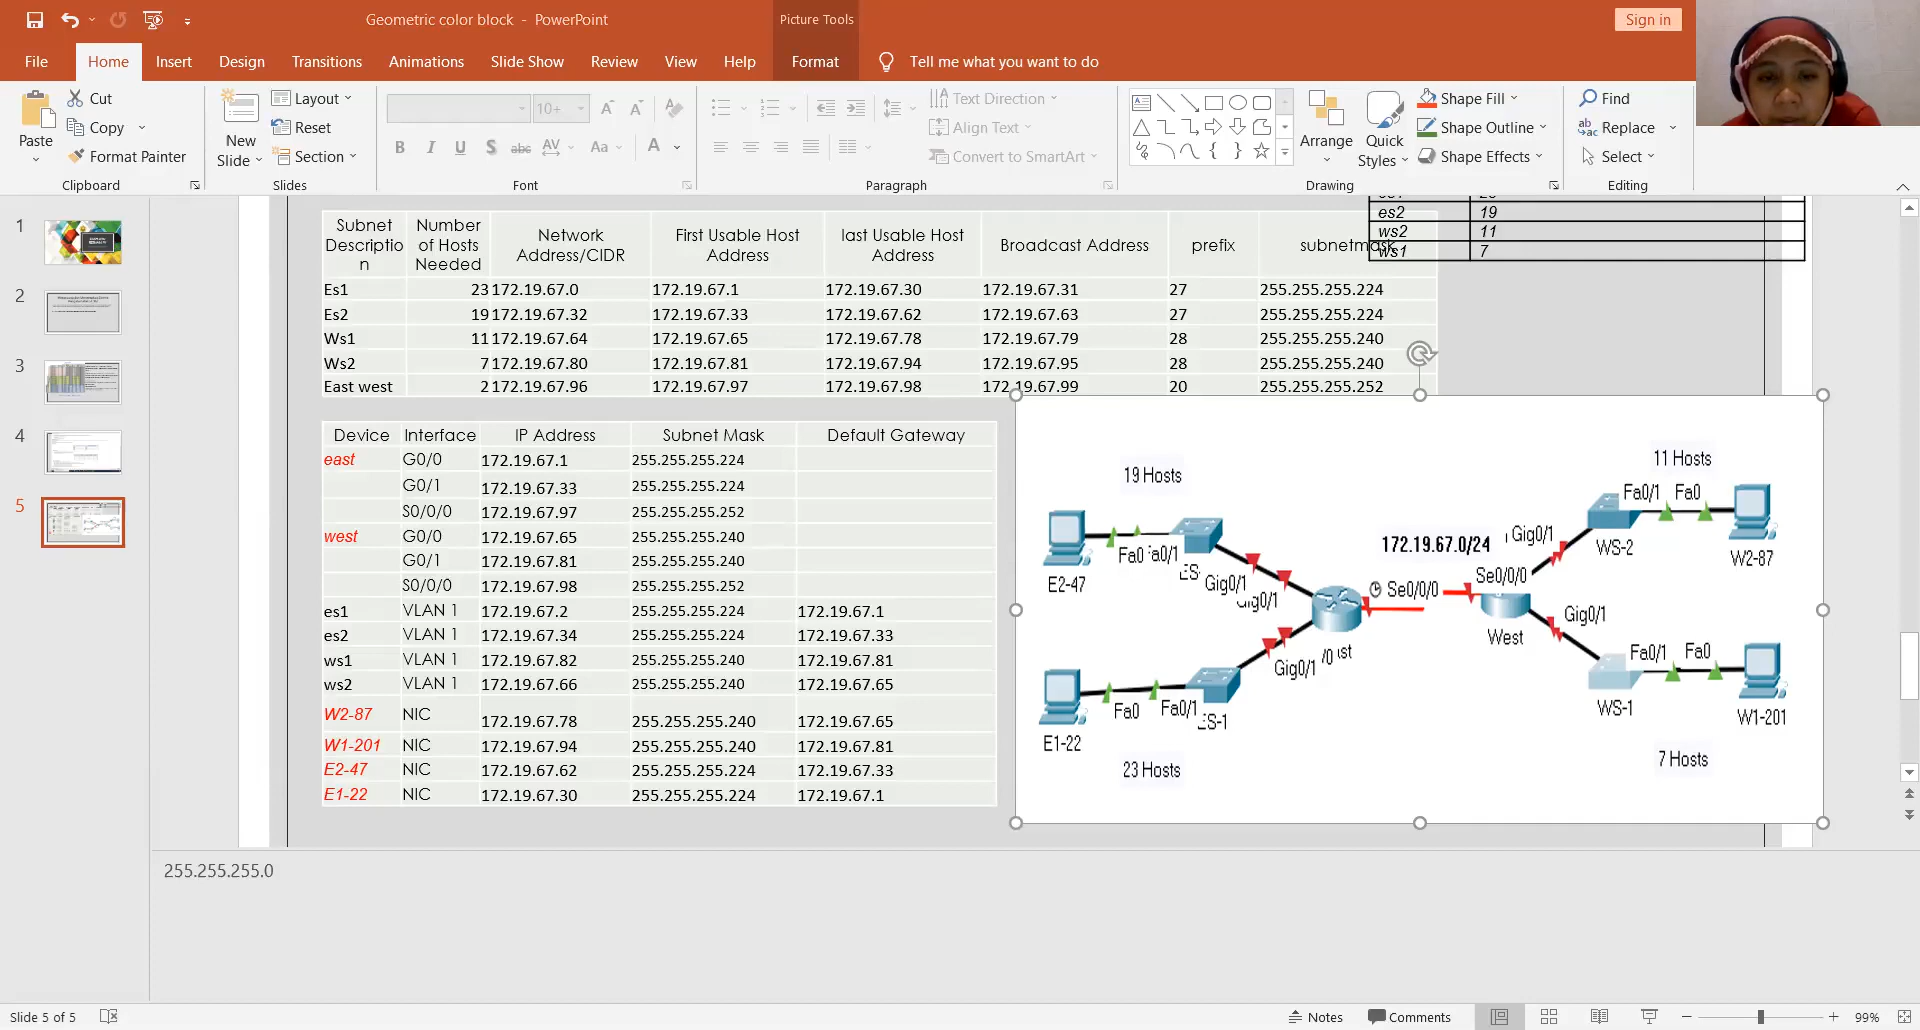 Geometric color block - PowerPoint
Picture Tools
Sign in
File Home Insert Design Transitions Animations Slide Show Review View Help Format Tell me what you want to do
Paste
Cut
Copy
Format Painter
Clipboard
New Slide
Layout
Reset
Section
Slides
10+
B I U S abc AV Aa A
Font
Text Direction
Align Text
Convert to SmartArt
Paragraph
Arrange
Quick Styles
Shape Fill
Shape Outline
Shape Effects
Drawing
Find
Replace
Select
Editing
1
2
3
4
5
es2 19
ws2 11
ws1 7
Subnet Descriptio n Number of Hosts Needed Network Address/CIDR First Usable Host Address last Usable Host Address Broadcast Address prefix subnetmask
Es1 23 172.19.67.0 172.19.67.1 172.19.67.30 172.19.67.31 27 255.255.255.224
Es2 19 172.19.67.32 172.19.67.33 172.19.67.62 172.19.67.63 27 255.255.255.224
Ws1 11 172.19.67.64 172.19.67.65 172.19.67.78 172.19.67.79 28 255.255.255.240
Ws2 7 172.19.67.80 172.19.67.81 172.19.67.94 172.19.67.95 28 255.255.255.240
East west 2 172.19.67.96 172.19.67.97 172.19.67.98 172.19.67.99 20 255.255.255.252
Device Interface IP Address Subnet Mask Default Gateway
east G0/0 172.19.67.1 255.255.255.224
G0/1 172.19.67.33 255.255.255.224
S0/0/0 172.19.67.97 255.255.255.252
west G0/0 172.19.67.65 255.255.255.240
G0/1 172.19.67.81 255.255.255.240
S0/0/0 172.19.67.98 255.255.255.252
es1 VLAN 1 172.19.67.2 255.255.255.224 172.19.67.1
es2 VLAN 1 172.19.67.34 255.255.255.224 172.19.67.33
ws1 VLAN 1 172.19.67.82 255.255.255.240 172.19.67.81
ws2 VLAN 1 172.19.67.66 255.255.255.240 172.19.67.65
W2-87 NIC 172.19.67.78 255.255.255.240 172.19.67.65
W1-201 NIC 172.19.67.94 255.255.255.240 172.19.67.81
E2-47 NIC 172.19.67.62 255.255.255.224 172.19.67.33
E1-22 NIC 172.19.67.30 255.255.255.224 172.19.67.1
19 Hosts
11 Hosts
Fa0/1 Fa0
Gig0/1
WS-2
W2-87
172.19.67.0/24
Fa0
E2-47
Gig0/1
Se0/0/0
Se0/0/0
West
Gig0/1
Fa0/1 Fa0
Gig0/1
Fa0 Fa0/1
ES-1
E1-22
WS-1
W1-201
23 Hosts
7 Hosts
255.255.255.0
Slide 5 of 5
Notes
Comments
99%